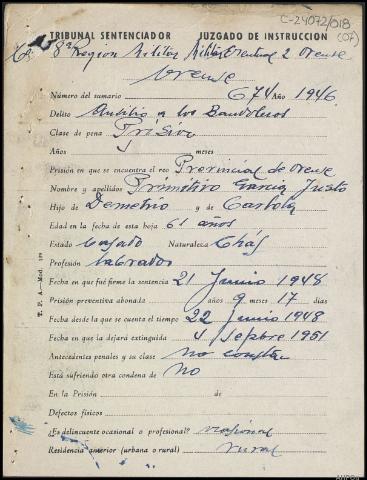 C-24072/018
(07)
TRIBUNAL SENTENCIADOR JUZGADO DE INSTRUCCION
8ª Region Militar Militar Eventual 2 Orense
Orense
Número del sumario 674 Año 1946
Delito Auxilio a los Bandoleros
Clase de pena Prisión
Años meses
Prisión en que se encuentra el reo Provincial de Orense
Nombre y apellidos Primitivo Garcia Justo
Hijo de Demetrio y de Carlota
Edad en la fecha de esta hoja 61 años
Estado Casado Naturaleza Chás
Profesión labrador
Fecha en que fué firme la sentencia 21 Junio 1948
Prisión preventiva abonada años 9 meses 17 días
Fecha desde la que se cuenta el tiempo 22 Junio 1948
Fecha en que la dejará extinguida 4 Sepbre 1951
Antecedentes penales y su clase no constan
Está sufriendo otra condena de No
En la Prisión de
Defectos físicos
¿Es delincuente ocasional o profesional?
Residencia anterior (urbana o rural) rural
T. P. A.—Mod. 189